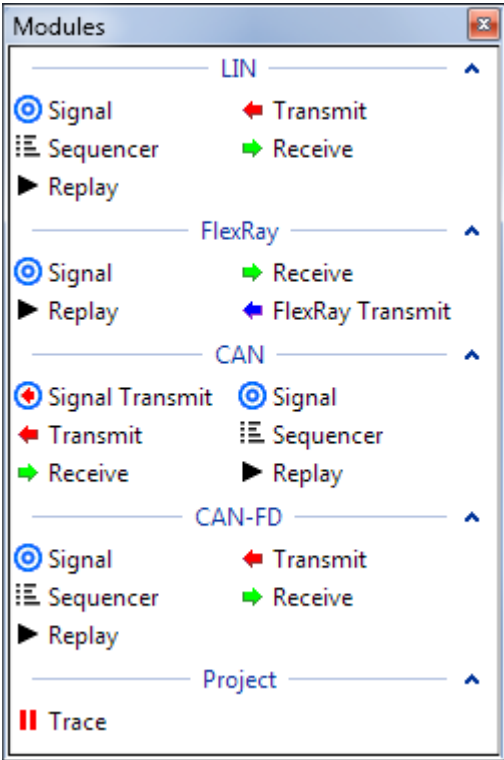 Modules
LIN
Signal Transmit
Sequencer Receive
Replay
FlexRay
Signal Receive
Replay FlexRay Transmit
CAN
Signal Transmit Signal
Transmit Sequencer
Receive Replay
CAN-FD
Signal Transmit
Sequencer Receive
Replay
Project
Trace